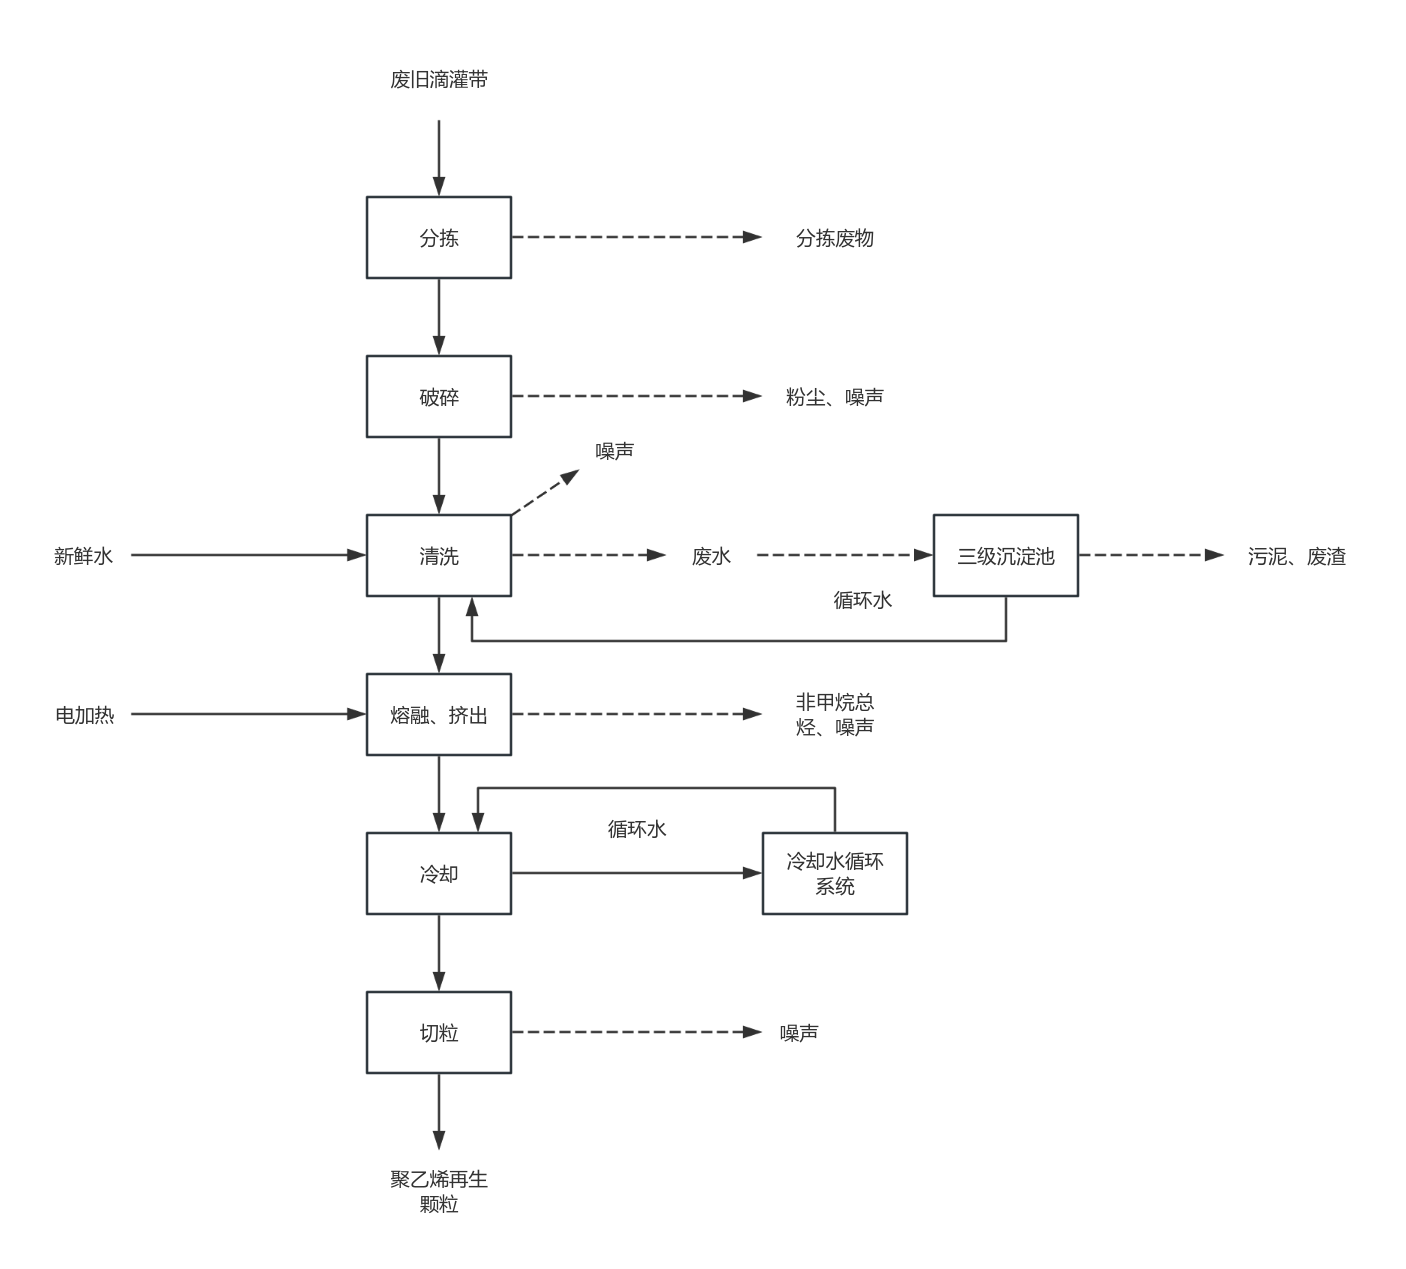 废旧滴灌带
分拣
分拣废物
破碎
粉尘、噪声
噪声
新鲜水
清洗
废水
三级沉淀池
污泥、废渣
循环水
电加热
熔融、挤出
非甲烷总
烃、噪声
循环水
冷却
冷却水循环
系统
切粒
噪声
聚乙烯再生
颗粒